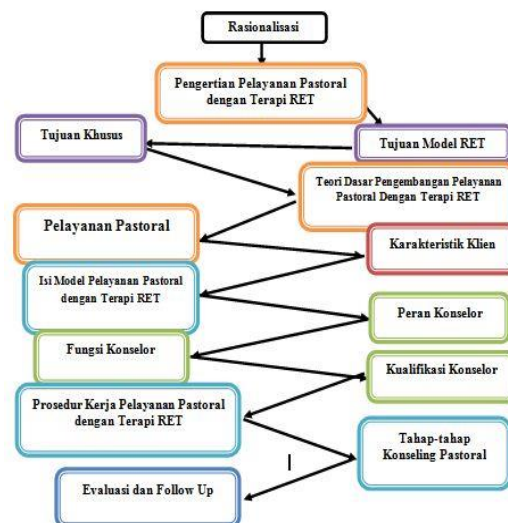 Rasionalisasi
Pengertian Pelayanan Pastoral
dengan Terapi RET
Tujuan Khusus
Tujuan Model RET
Teori Dasar Pengembangan Pelayanan
Pastoral Dengan Terapi RET
Pelayanan Pastoral
Karakteristik Klien
Isi Model Pelayanan Pastoral
dengan Terapi RET
Peran Konselor
Fungsi Konselor
Kualifikasi Konselor
Prosedur Kerja Pelayanan Pastoral
dengan Terapi RET
Tahap-tahap
Konseling Pastoral
Evaluasi dan Follow Up